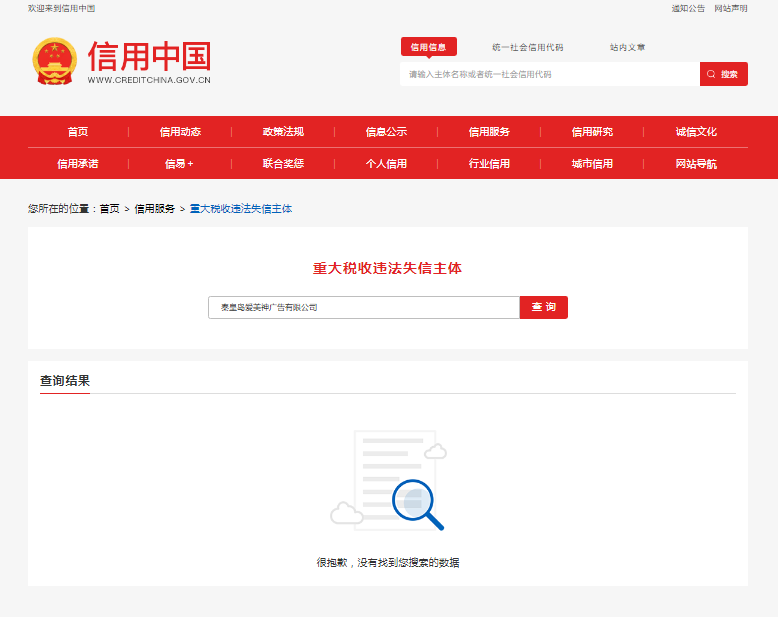 欢迎来到信用中国
通知公告 网站声明
信用中国
WWW.CREDITCHINA.GOV.CN
信用信息 统一社会信用代码 站内文章
请输入主体名称或者统一社会信用代码 搜索
首页 信用动态 政策法规 信息公示 信用服务 信用研究 诚信文化
信用承诺 信易+ 联合奖惩 个人信用 行业信用 城市信用 网站导航
您所在的位置：首页 > 信用服务 > 重大税收违法失信主体
重大税收违法失信主体
秦皇岛爱美神广告有限公司 查 询
查询结果
很抱歉，没有找到您搜索的数据